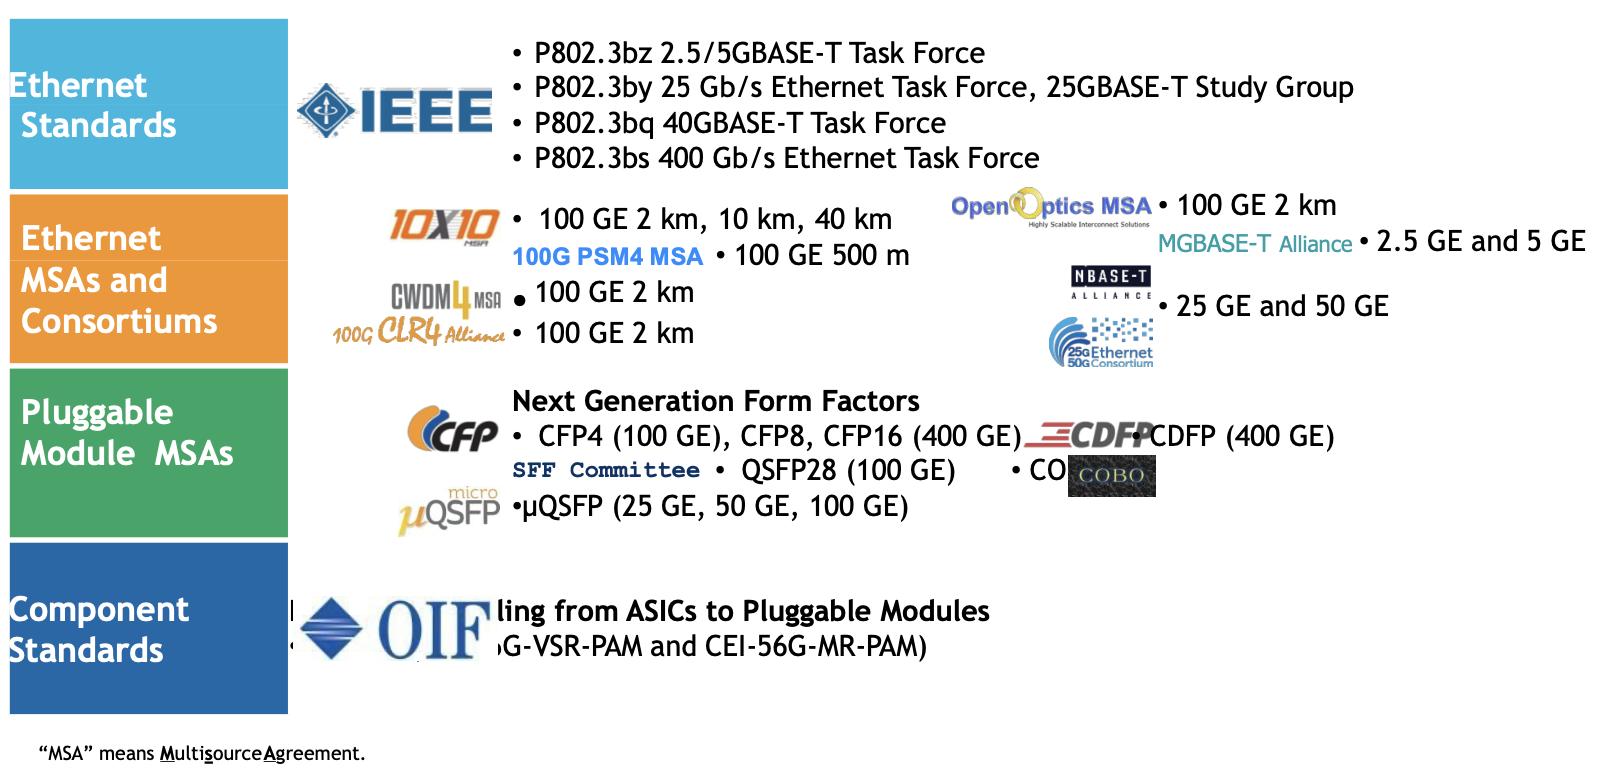 Ethernet
Standards
IEEE
• P802.3bz 2.5/5GBASE-T Task Force
• P802.3by 25 Gb/s Ethernet Task Force, 25GBASE-T Study Group
• P802.3bq 40GBASE-T Task Force
• P802.3bs 400 Gb/s Ethernet Task Force
Ethernet
MSAs and
Consortiums
10X10 MSA
• 100 GE 2 km, 10 km, 40 km
100G PSM4 MSA • 100 GE 500 m
CWDM4 MSA
• 100 GE 2 km
100G CLR4 Alliance
• 100 GE 2 km
OpenOptics MSA
Highly Scalable Interconnect Solutions
• 100 GE 2 km
MGBASE-T Alliance • 2.5 GE and 5 GE
NBASE-T
ALLIANCE
• 25 GE and 50 GE
25G Ethernet
50G Consortium
Pluggable
Module MSAs
Next Generation Form Factors
CFP
• CFP4 (100 GE), CFP8, CFP16 (400 GE)
CDFP
• CDFP (400 GE)
SFF Committee • QSFP28 (100 GE)
• CO
COBO
micro
µQSFP
•µQSFP (25 GE, 50 GE, 100 GE)
Component
Standards
OIF
ling from ASICs to Pluggable Modules
G-VSR-PAM and CEI-56G-MR-PAM)
“MSA” means MultisourceAgreement.